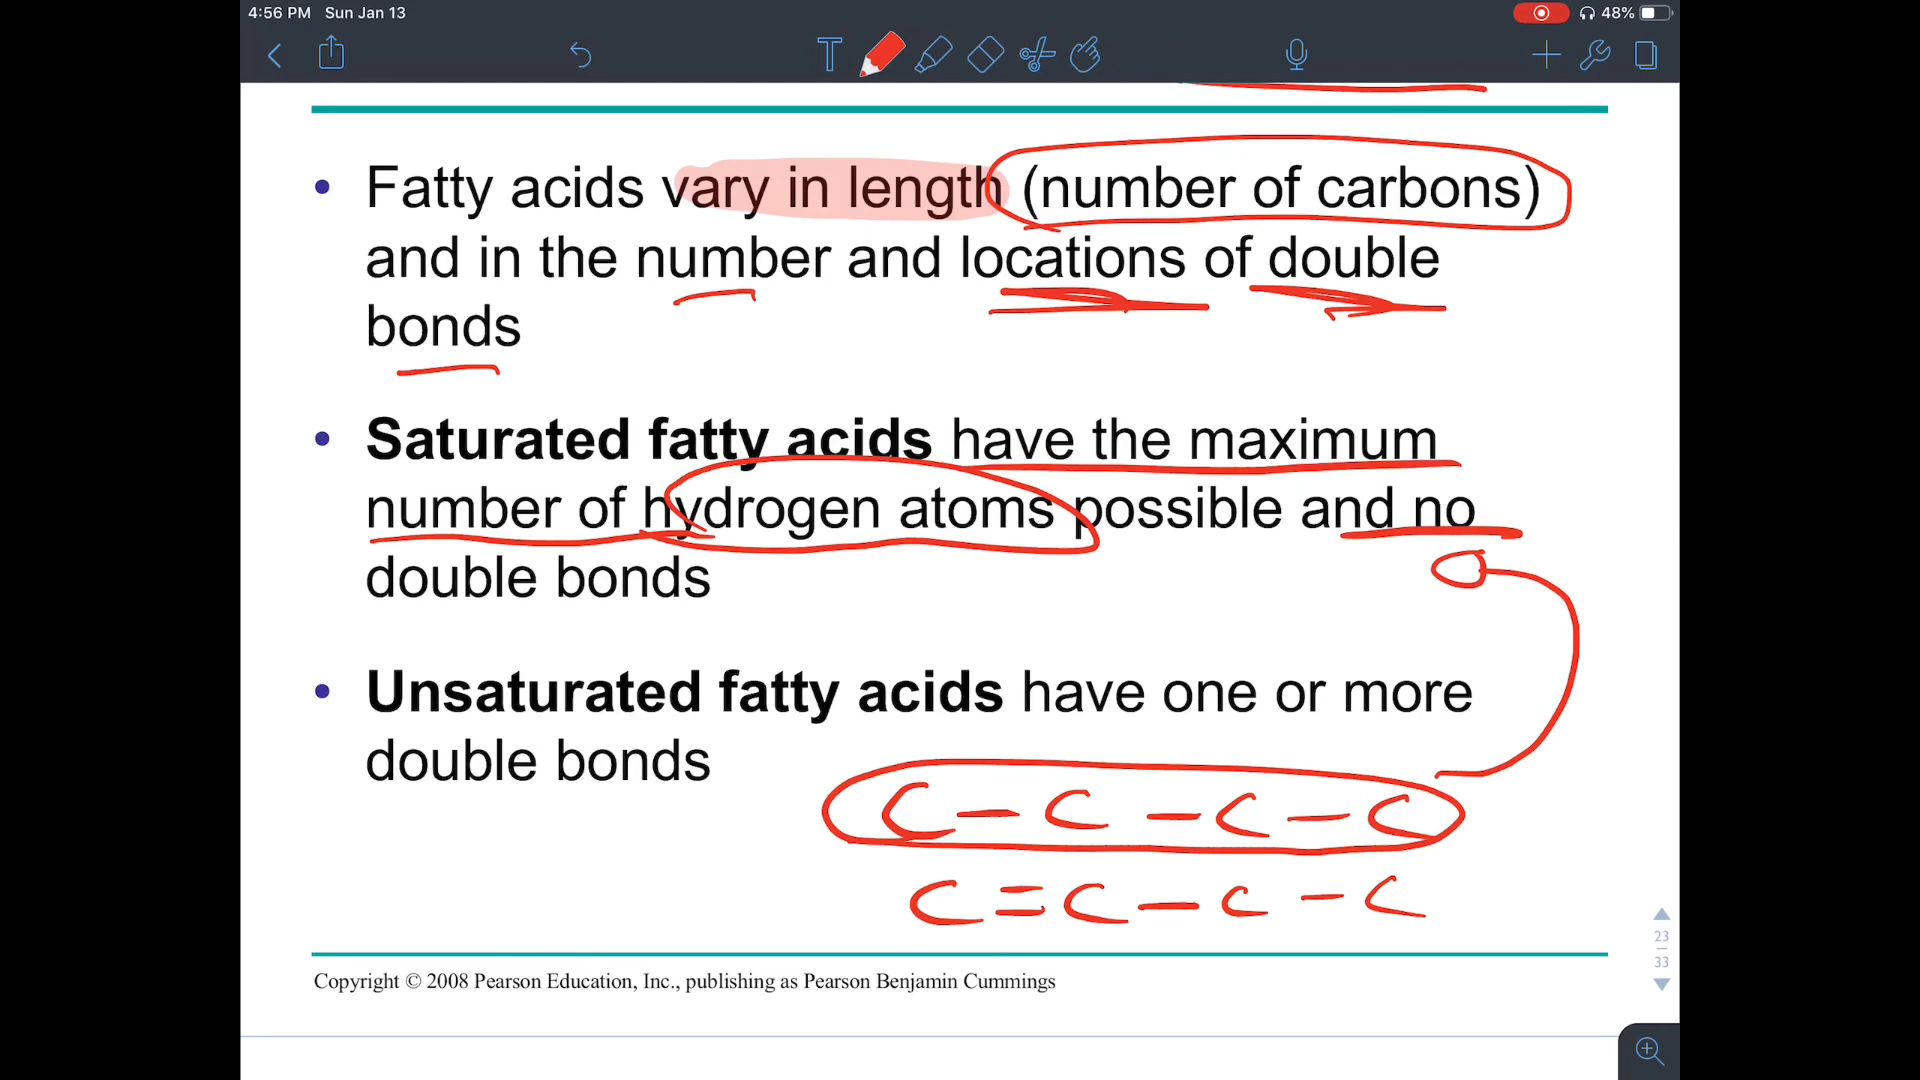 4:56 PM Sun Jan 13
48%
T
• Fatty acids vary in length (number of carbons)
and in the number and locations of double
bonds
• Saturated fatty acids have the maximum
number of hydrogen atoms possible and no
double bonds
• Unsaturated fatty acids have one or more
double bonds
C - C - C - C
C = C - C - C
23
33
Copyright © 2008 Pearson Education, Inc., publishing as Pearson Benjamin Cummings